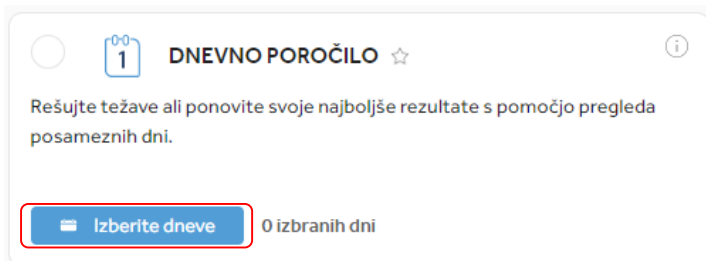 1
DNEVNO POROČILO
Rešujte težave ali ponovite svoje najboljše rezultate s pomočjo pregleda
posameznih dni.
Izberite dneve
0 izbranih dni